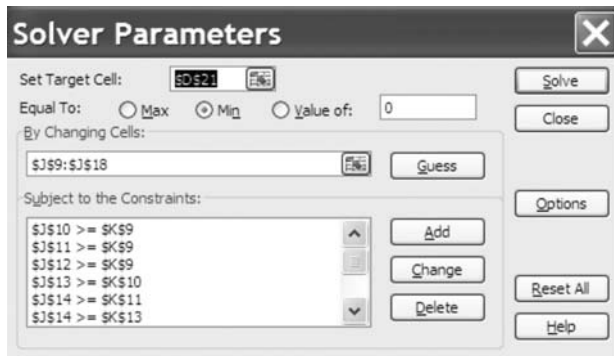 Solver Parameters
Set Target Cell: $D$21 Solve
Equal To: Max Min Value of: 0 Close
By Changing Cells:
$J$9:$J$18 Guess
Subject to the Constraints: Options
$J$10 >= $K$9 Add
$J$11 >= $K$9
$J$12 >= $K$9 Change
$J$13 >= $K$10 Reset All
$J$14 >= $K$11 Delete
$J$14 >= $K$13 Help